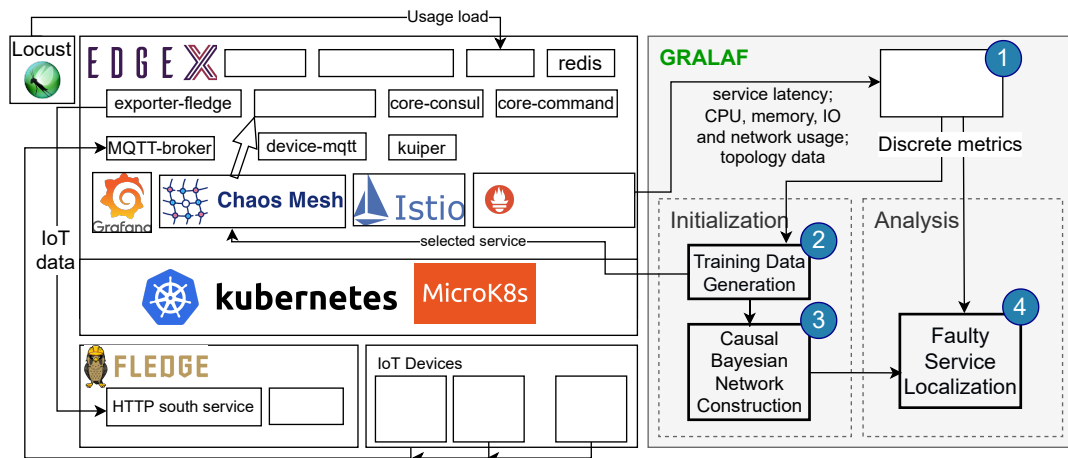 Usage load
Locust
EDGEX
redis
exporter-fledge
core-consul
core-command
MQTT-broker
device-mqtt
kuiper
Grafana
Chaos Mesh
Istio
IoT
data
selected service
kubernetes
MicroK8s
FLEDGE
HTTP south service
IoT Devices
GRALAF
1
service latency;
CPU, memory, IO
and network usage;
topology data
Discrete metrics
Initialization
Analysis
2
Training Data
Generation
3
Causal
Bayesian
Network
Construction
4
Faulty
Service
Localization